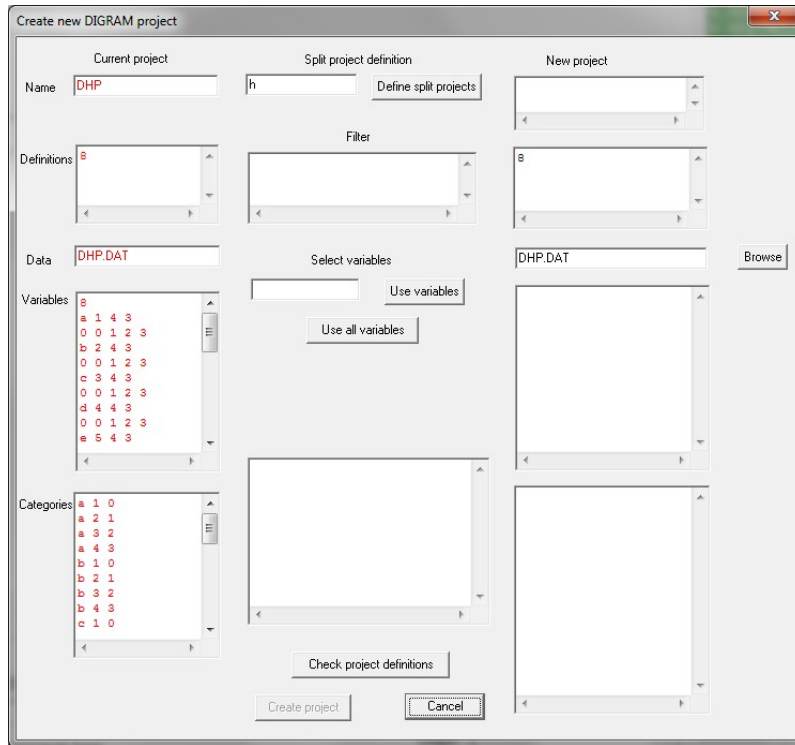 Create new DIGRAM project
Current project
Split project definition
New project
Name
DHP
h
Define split projects
Filter
Definitions
8
8
Data
DHP.DAT
Select variables
DHP.DAT
Browse
Use variables
Variables
8
a 1 4 3
0 0 1 2 3
b 2 4 3
0 0 1 2 3
c 3 4 3
0 0 1 2 3
d 4 4 3
0 0 1 2 3
e 5 4 3
Use all variables
Categories
a 1 0
a 2 1
a 3 2
a 4 3
b 1 0
b 2 1
b 3 2
b 4 3
c 1 0
Check project definitions
Create project
Cancel